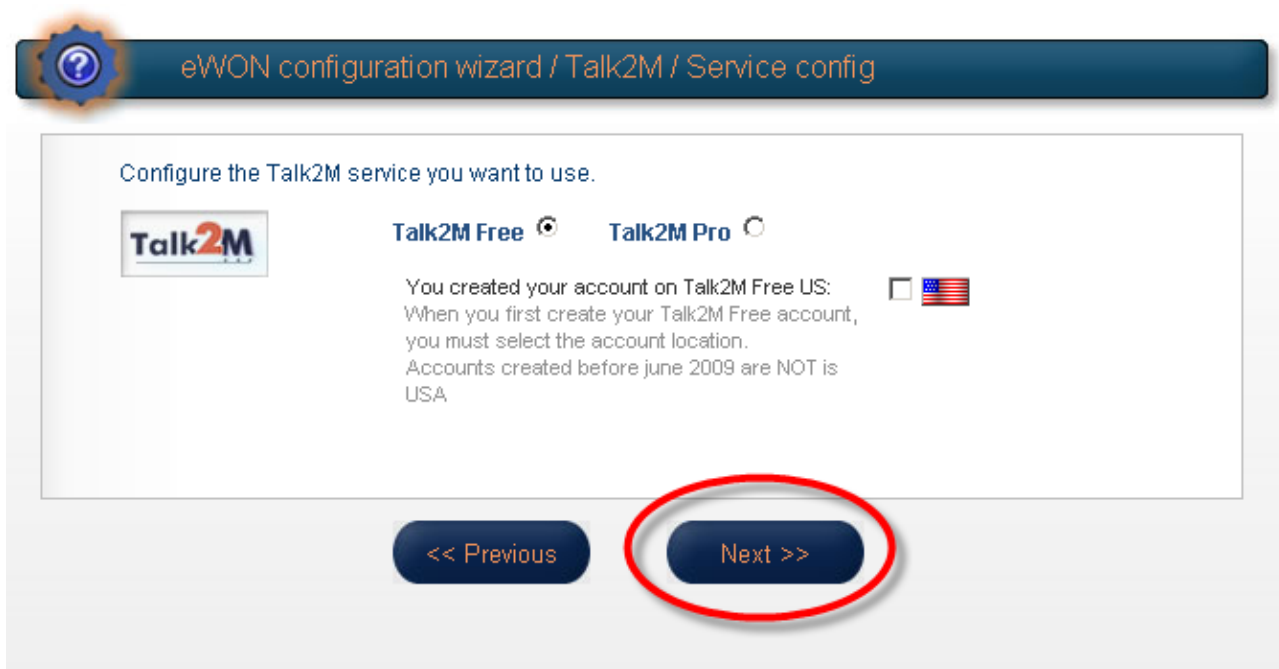 eWON configuration wizard / Talk2M / Service config
Configure the Talk2M service you want to use.
Talk2M
Talk2M Free Talk2M Pro
You created your account on Talk2M Free US:
When you first create your Talk2M Free account,
you must select the account location.
Accounts created before june 2009 are NOT is
USA
<< Previous Next >>